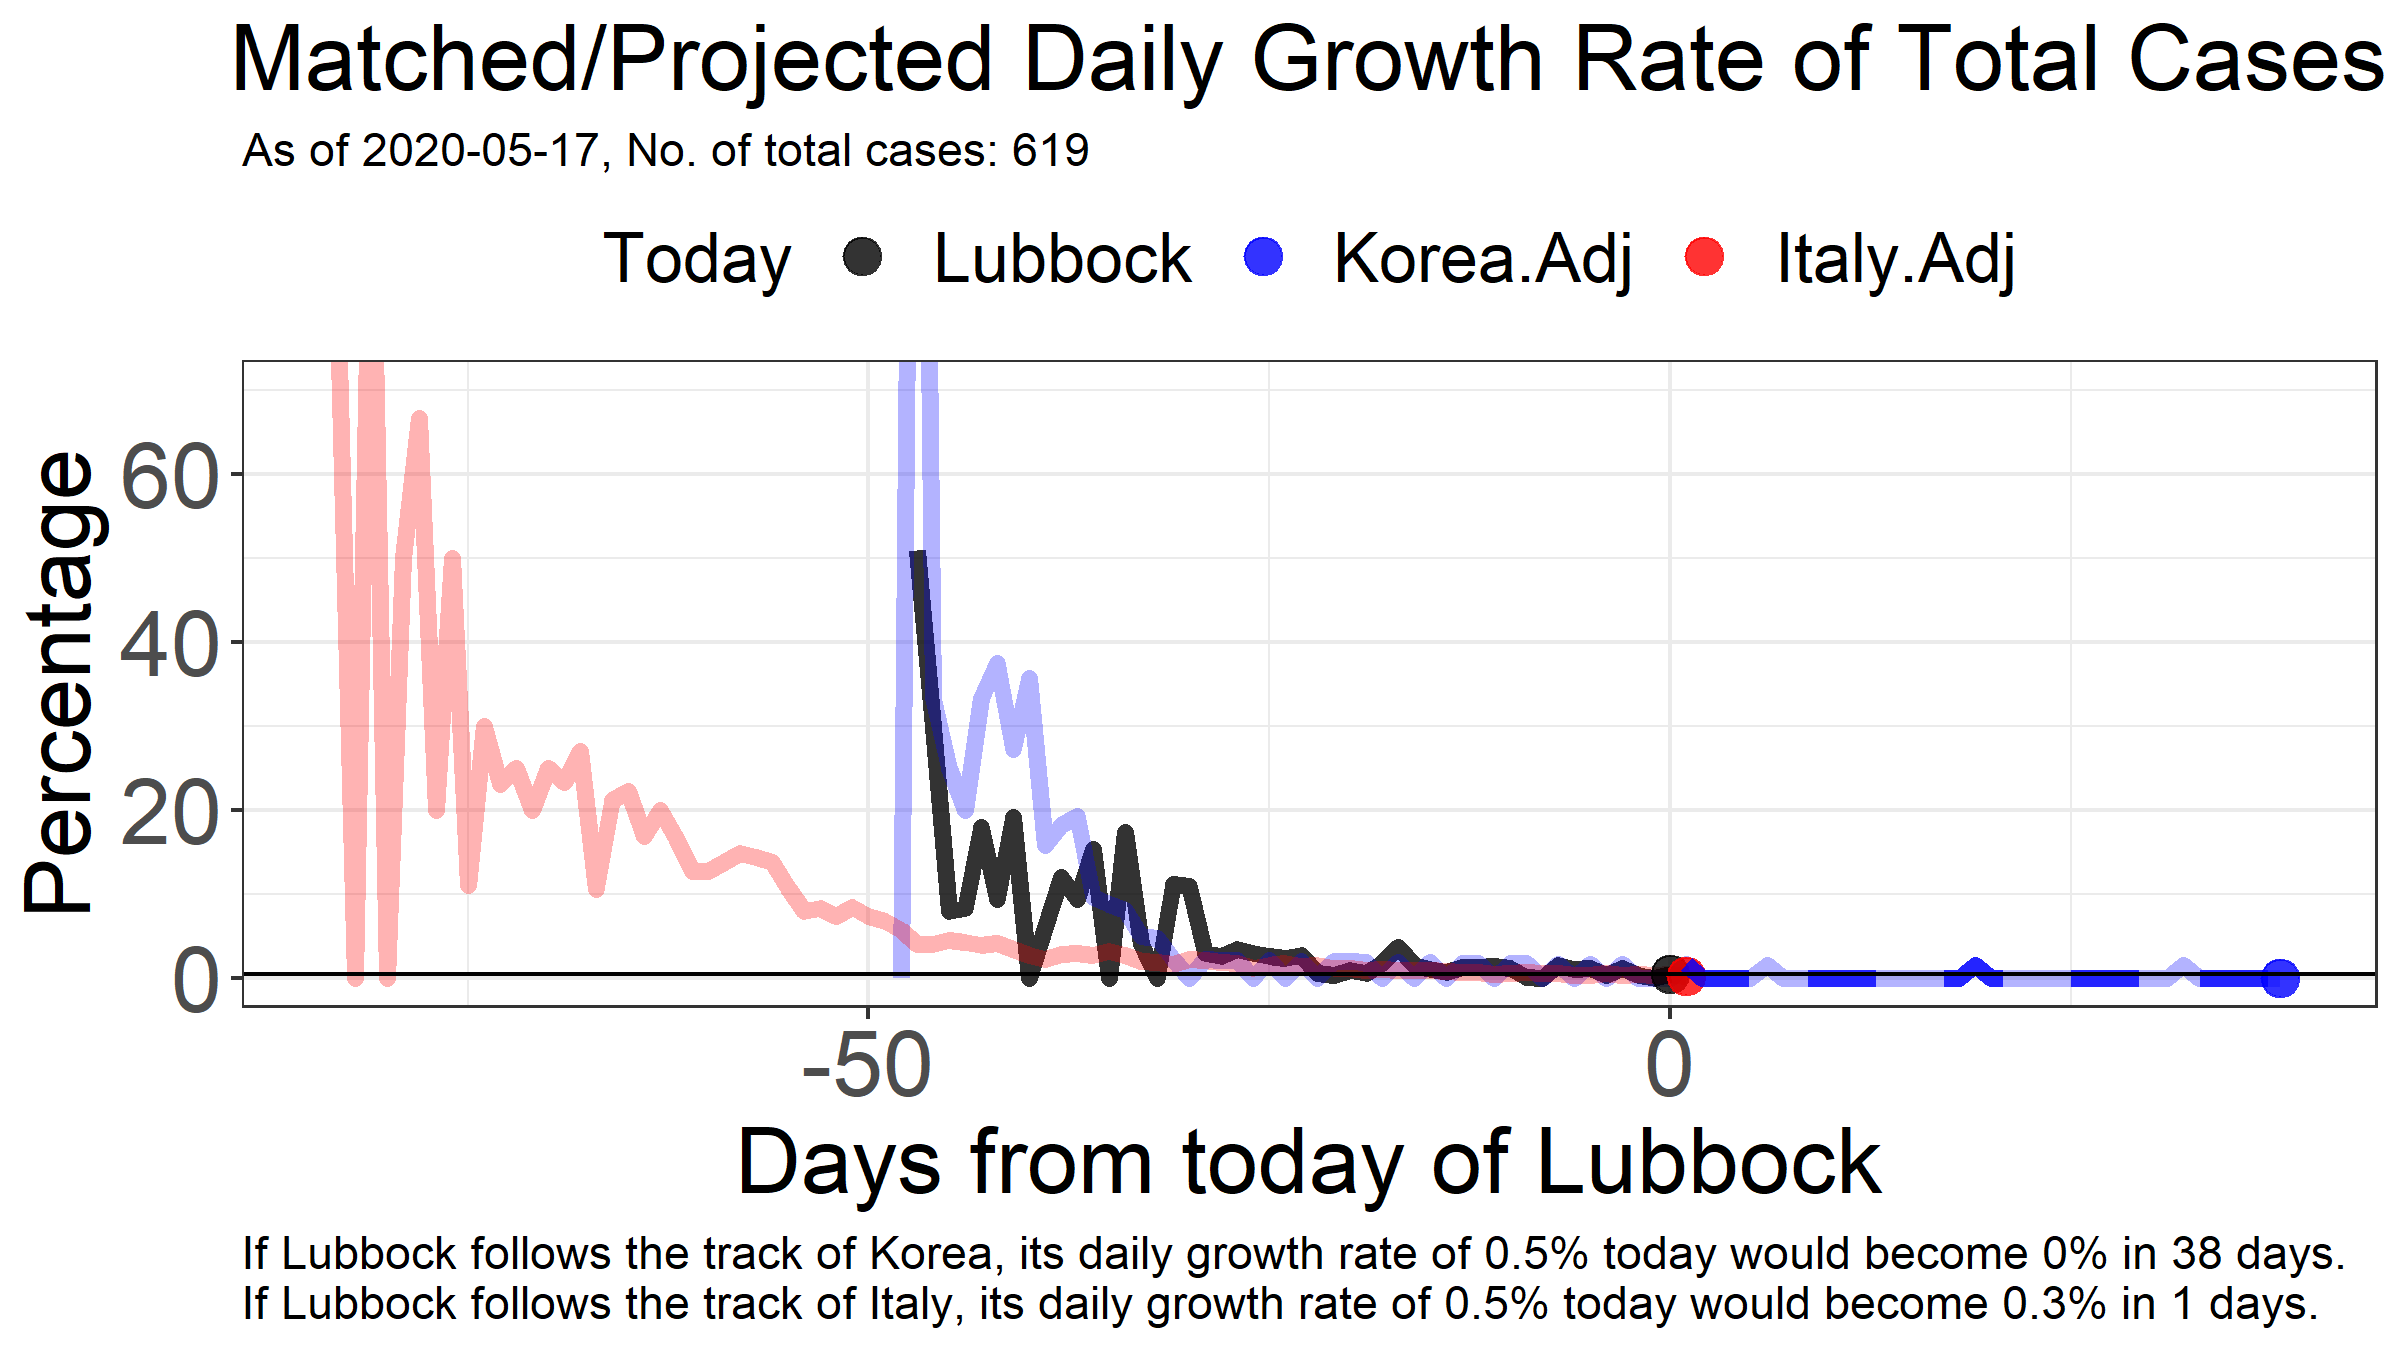 Matched/Projected Daily Growth Rate of Total Cases
As of 2020-05-17, No. of total cases: 619
Today Lubbock Korea.Adj Italy.Adj
Percentage
60
40
20
0
-50 0
Days from today of Lubbock
If Lubbock follows the track of Korea, its daily growth rate of 0.5% today would become 0% in 38 days.
If Lubbock follows the track of Italy, its daily growth rate of 0.5% today would become 0.3% in 1 days.